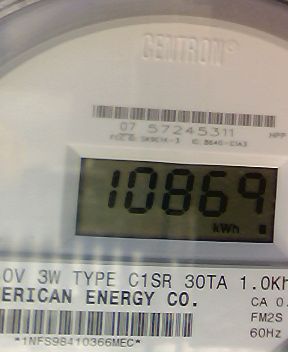 CENTRON®
07 57245311
HPP
10869
kWh
.0V 3W TYPE C1SR 30TA 1.0Kh
ERICAN ENERGY CO.
CA 0.
FM2S
60Hz
*1NFS98410366MEC*